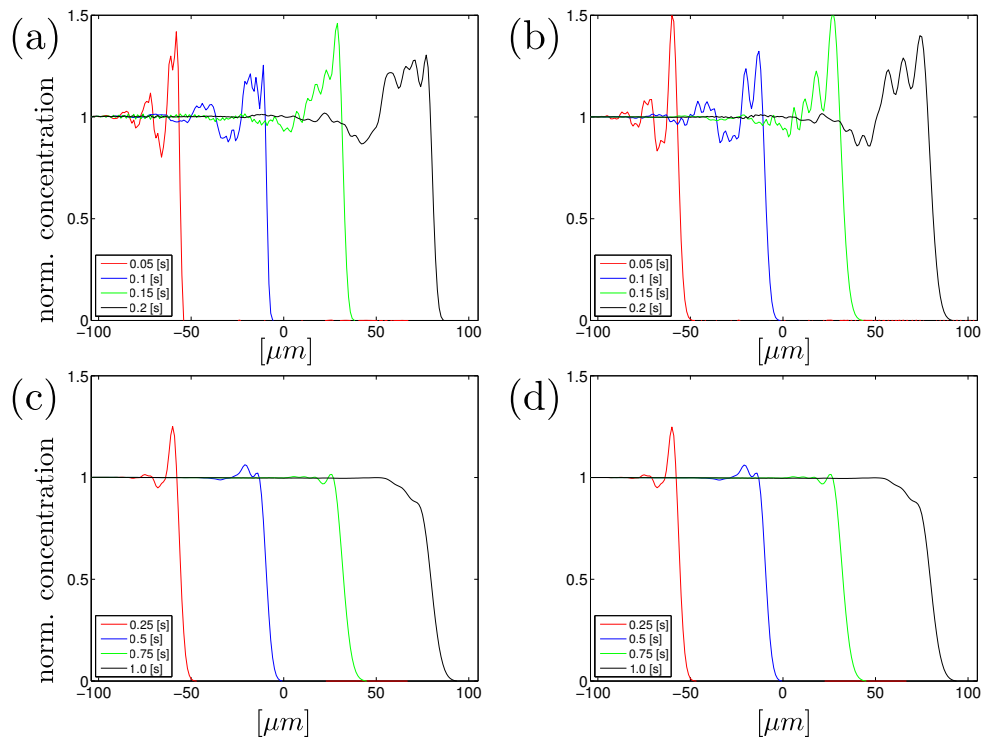 (a)
norm. concentration
1.5
1
0.5
0
0.05 [s]
0.1 [s]
0.15 [s]
0.2 [s]
−100 −50 0 50 100
[μm]
(b)
1.5
1
0.5
0
0.05 [s]
0.1 [s]
0.15 [s]
0.2 [s]
−100 −50 0 50 100
[μm]
(c)
norm. concentration
1.5
1
0.5
0
0.25 [s]
0.5 [s]
0.75 [s]
1.0 [s]
−100 −50 0 50 100
[μm]
(d)
1.5
1
0.5
0
0.25 [s]
0.5 [s]
0.75 [s]
1.0 [s]
−100 −50 0 50 100
[μm]